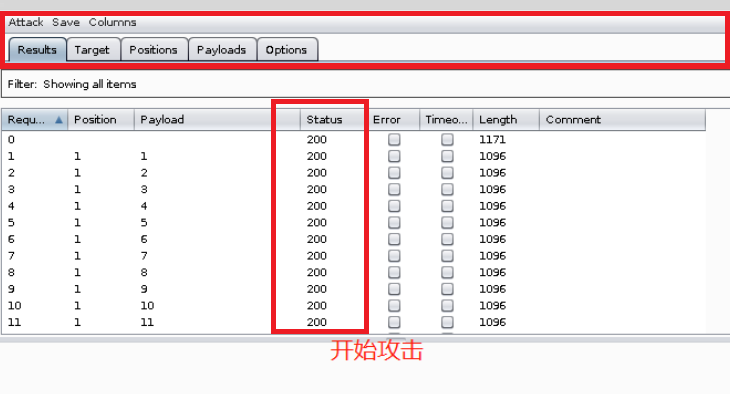 Attack Save Columns
Results Target Positions Payloads Options
Filter: Showing all items
Requ... Position Payload Status Error Timeo... Length Comment
0 200 1171
1 1 1 200 1096
2 1 2 200 1096
3 1 3 200 1096
4 1 4 200 1096
5 1 5 200 1096
6 1 6 200 1096
7 1 7 200 1096
8 1 8 200 1096
9 1 9 200 1096
10 1 10 200 1096
11 1 11 200 1096
开始攻击